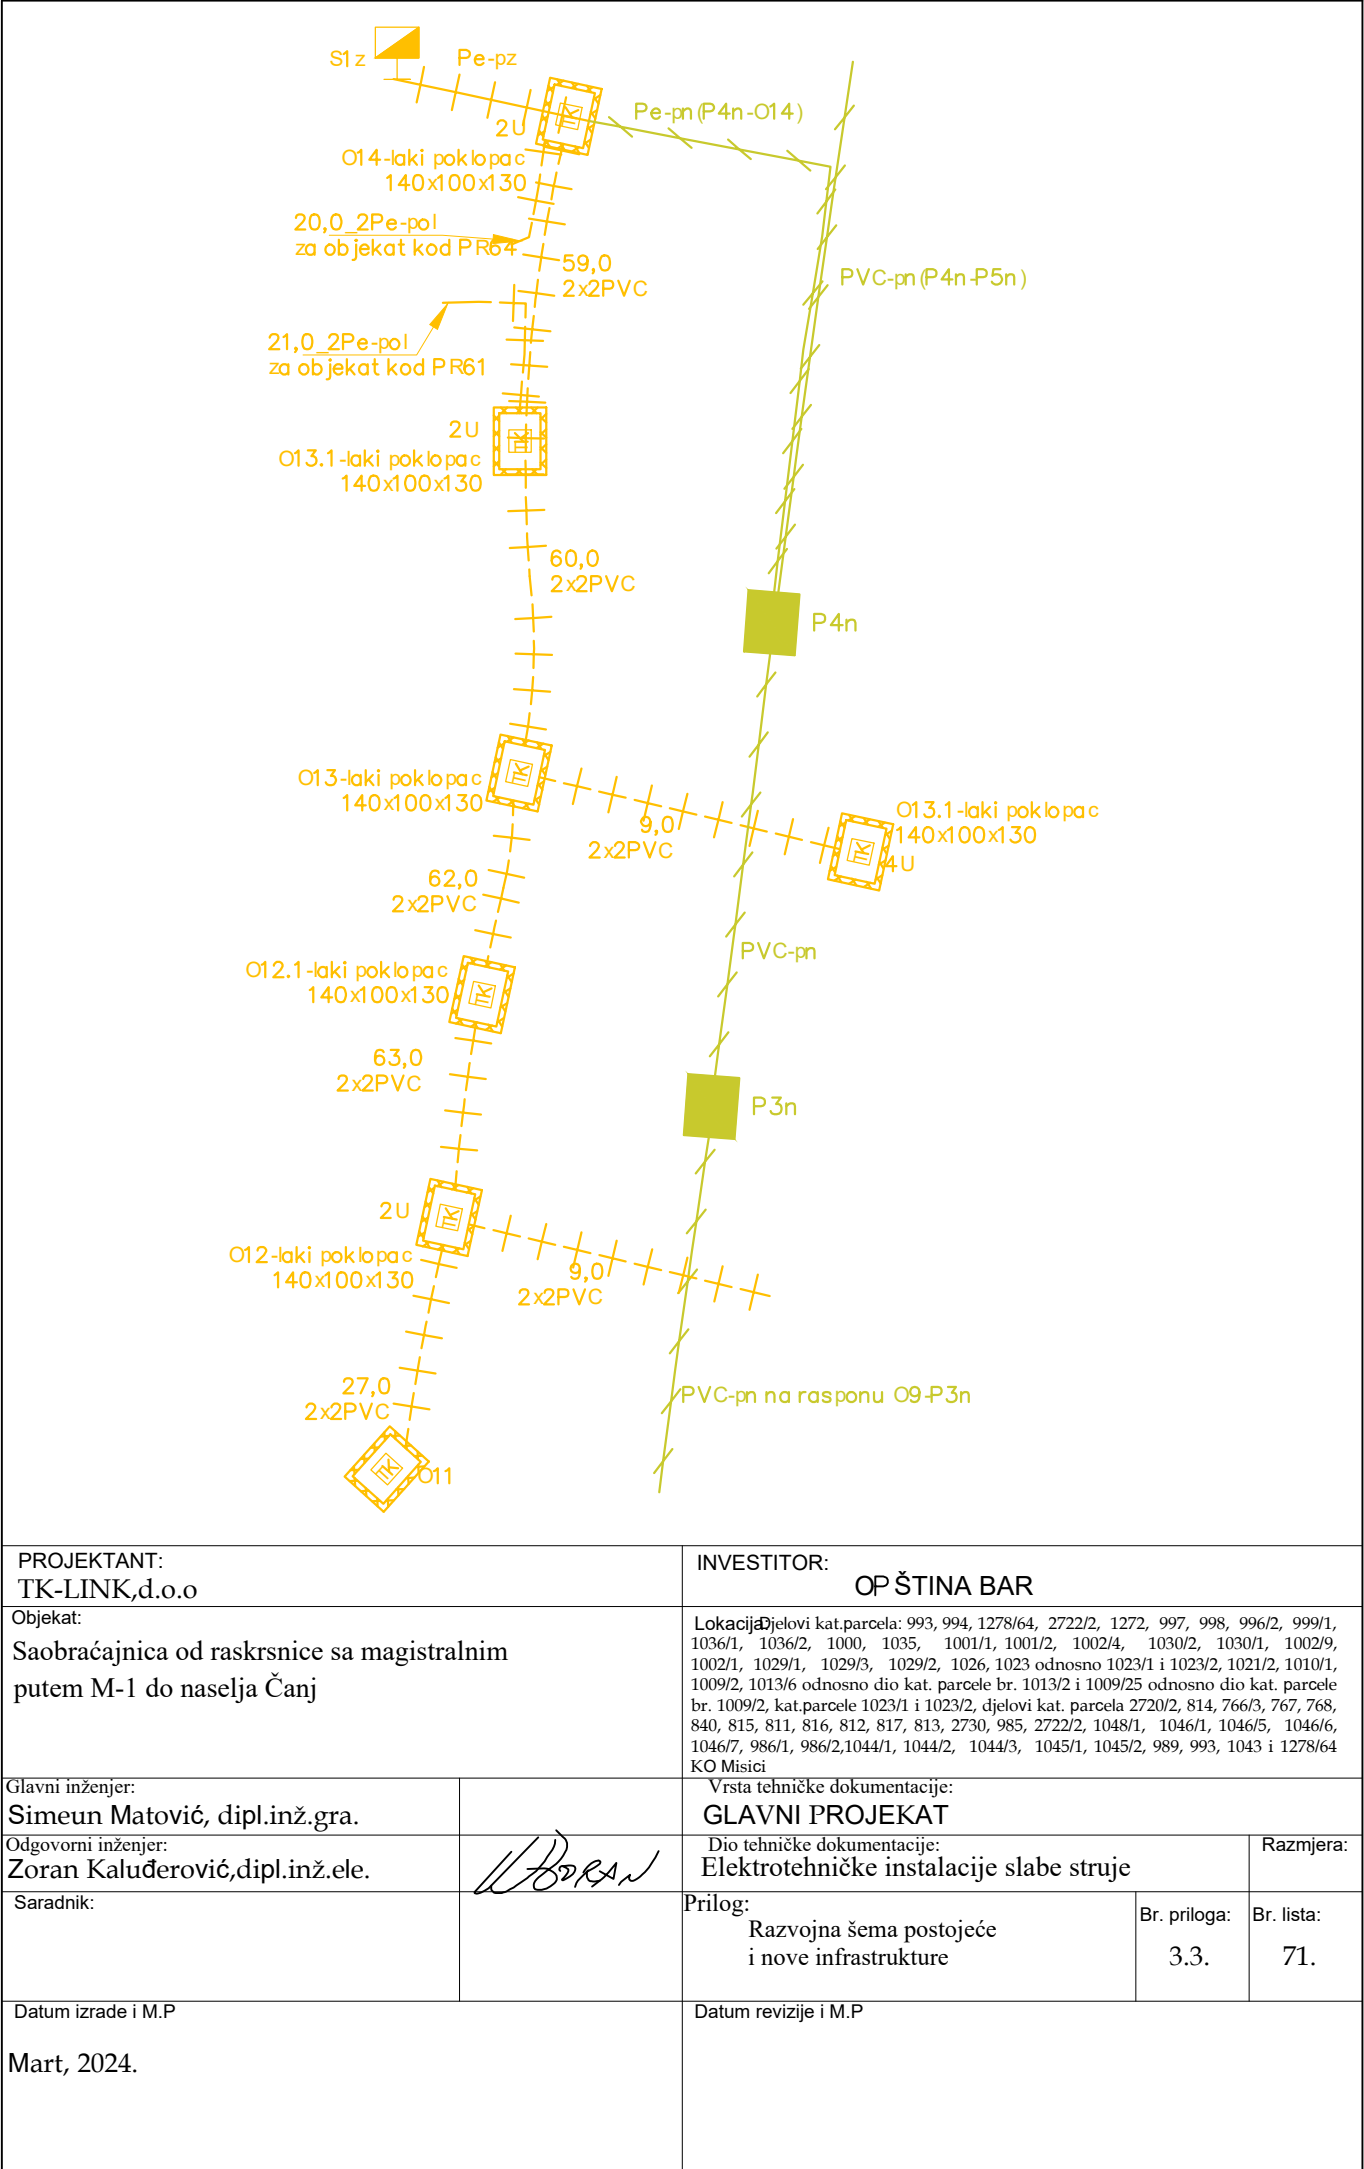 S1z
Pe-pz
Pe-pn(P4n-O14)
TK
2U
O14-laki poklopac
140x100x130
20,0_2Pe-pol
za objekat kod PR64
59,0
2x2PVC
PVC-pn(P4n-P5n)
21,0_2Pe-pol
za objekat kod PR61
2U
TK
O13.1-laki poklopac
140x100x130
60,0
2x2PVC
P4n
O13-laki poklopac
140x100x130
TK
9,0
2x2PVC
O13.1-laki poklopac
140x100x130
TK
4U
62,0
2x2PVC
PVC-pn
O12.1-laki poklopac
140x100x130
TK
63,0
2x2PVC
P3n
2U
TK
O12-laki poklopac
140x100x130
9,0
2x2PVC
27,0
2x2PVC
PVC-pn na rasponu O9-P3n
TK
O11
PROJEKTANT:
TK-LINK,d.o.o
INVESTITOR:
OPŠTINA BAR
Objekat:
Saobraćajnica od raskrsnice sa magistralnim
putem M-1 do naselja Čanj
Lokacija: Djelovi kat.parcela: 993, 994, 1278/64, 2722/2, 1272, 997, 998, 996/2, 999/1,
1036/1, 1036/2, 1000, 1035, 1001/1, 1001/2, 1002/4, 1030/2, 1030/1, 1002/9,
1002/1, 1029/1, 1029/3, 1029/2, 1026, 1023 odnosno 1023/1 i 1023/2, 1021/2, 1010/1,
1009/2, 1013/6 odnosno dio kat. parcele br. 1013/2 i 1009/25 odnosno dio kat. parcele
br. 1009/2, kat.parcele 1023/1 i 1023/2, djelovi kat. parcela 2720/2, 814, 766/3, 767, 768,
840, 815, 811, 816, 812, 817, 813, 2730, 985, 2722/2, 1048/1, 1046/1, 1046/5, 1046/6,
1046/7, 986/1, 986/2,1044/1, 1044/2, 1044/3, 1045/1, 1045/2, 989, 993, 1043 i 1278/64
KO Misici
Glavni inženjer:
Simeun Matović, dipl.inž.gra.
Vrsta tehničke dokumentacije:
GLAVNI PROJEKAT
Odgovorni inženjer:
Zoran Kaluđerović,dipl.inž.ele.
Dio tehničke dokumentacije:
Elektrotehničke instalacije slabe struje
Razmjera:
Saradnik:
Prilog:
Razvojna šema postojeće
i nove infrastrukture
Br. priloga:
3.3.
Br. lista:
71.
Datum izrade i M.P
Mart, 2024.
Datum revizije i M.P